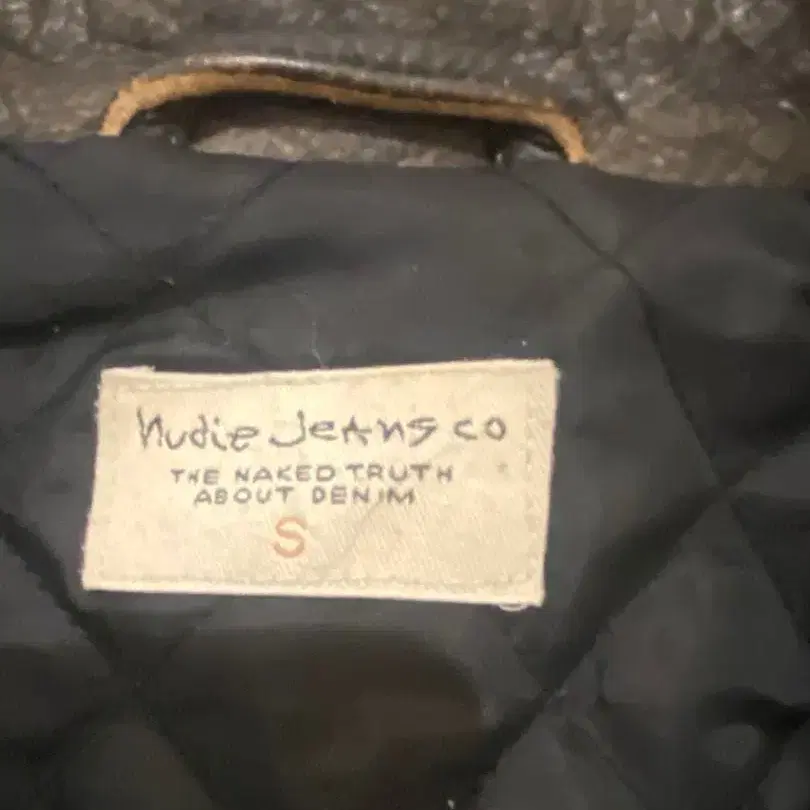 Nudie Jeans co
THE NAKED TRUTH
ABOUT DENIM
S